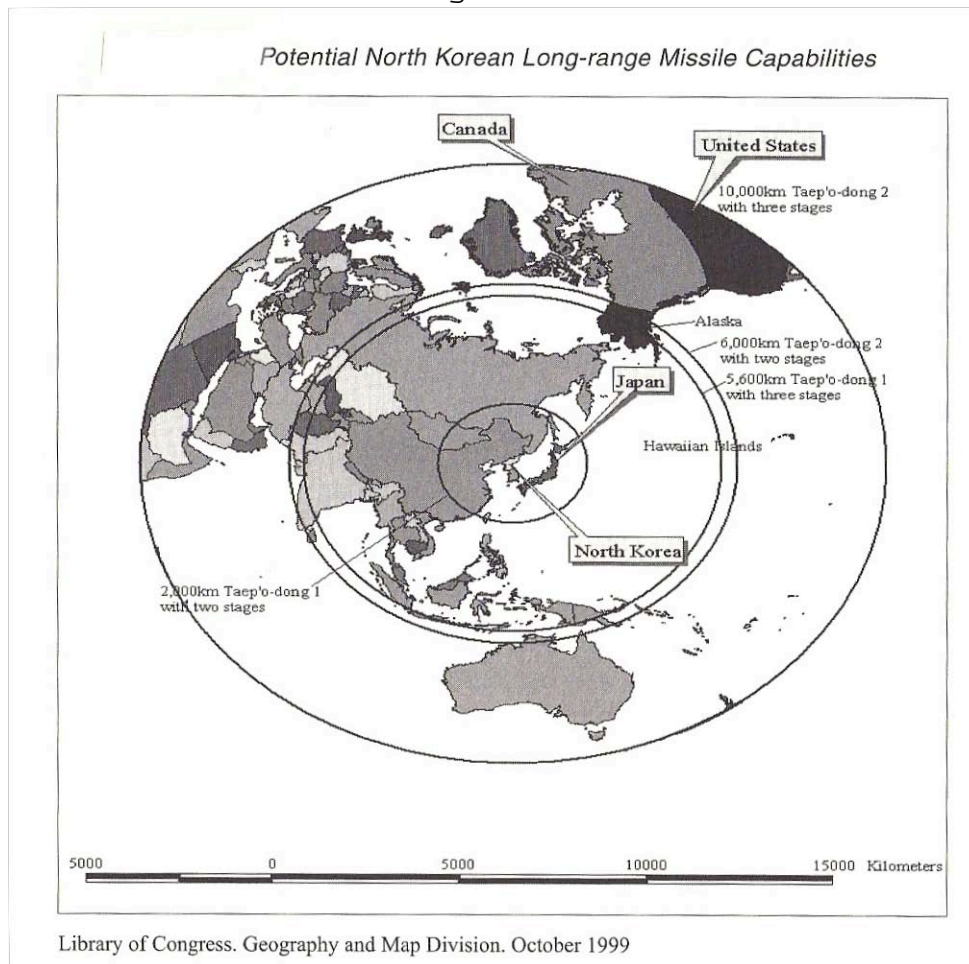 Potential North Korean Long-range Missile Capabilities
Canada
United States
10,000km Taep'o-dong 2
with three stages
Alaska
6,000km Taep'o-dong 2
with two stages
5,600km Taep'o-dong 1
with three stages
Japan
Hawaiian Islands
North Korea
2,000km Taep'o-dong 1
with two stages
5000 0 5000 10000 15000 Kilometers
Library of Congress. Geography and Map Division. October 1999